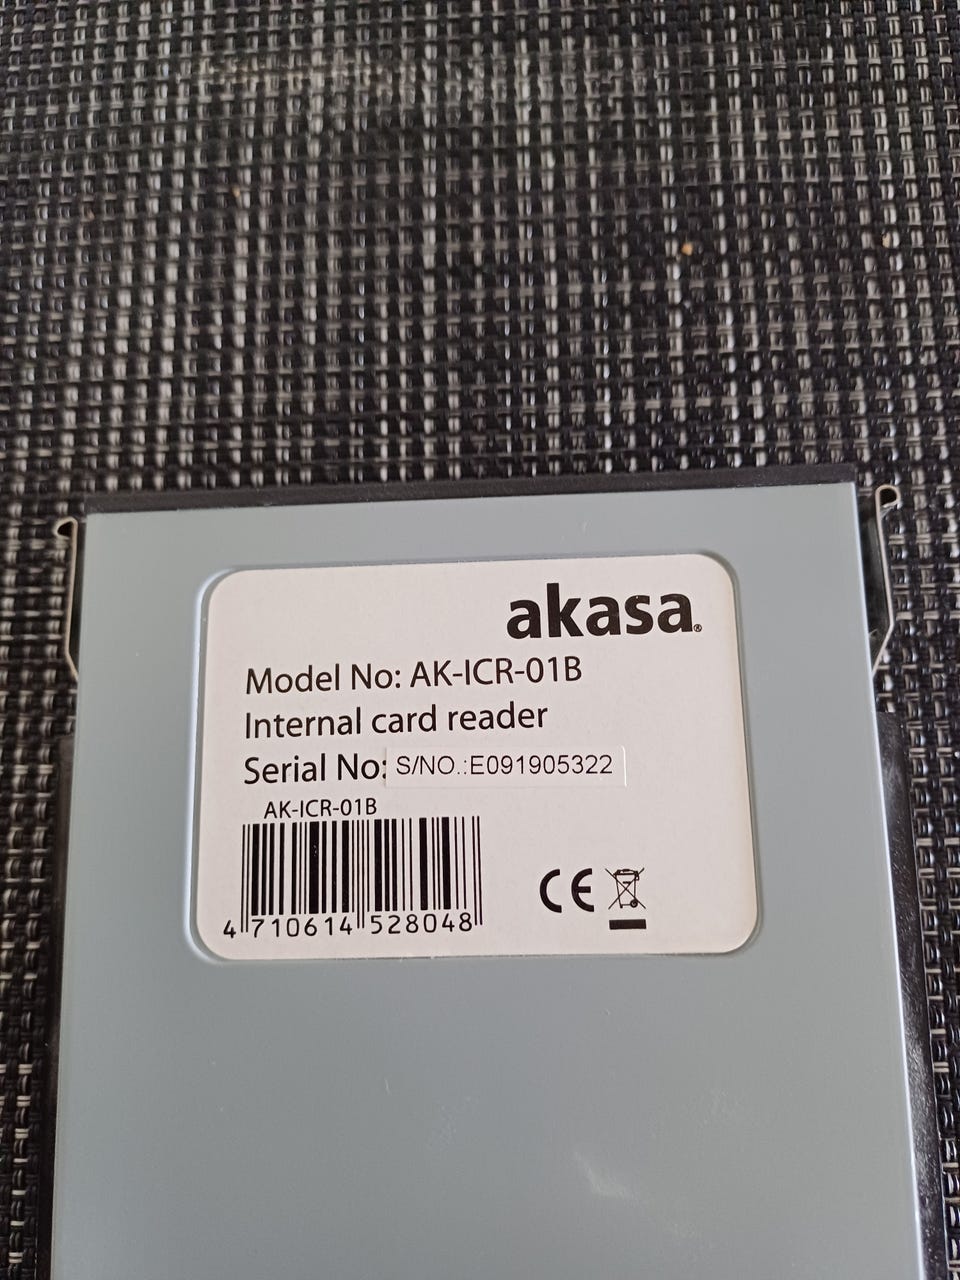 akasa®
Model No: AK-ICR-01B
Internal card reader
Serial No: S/NO.:E091905322
AK-ICR-01B
4 710614 528048
CE